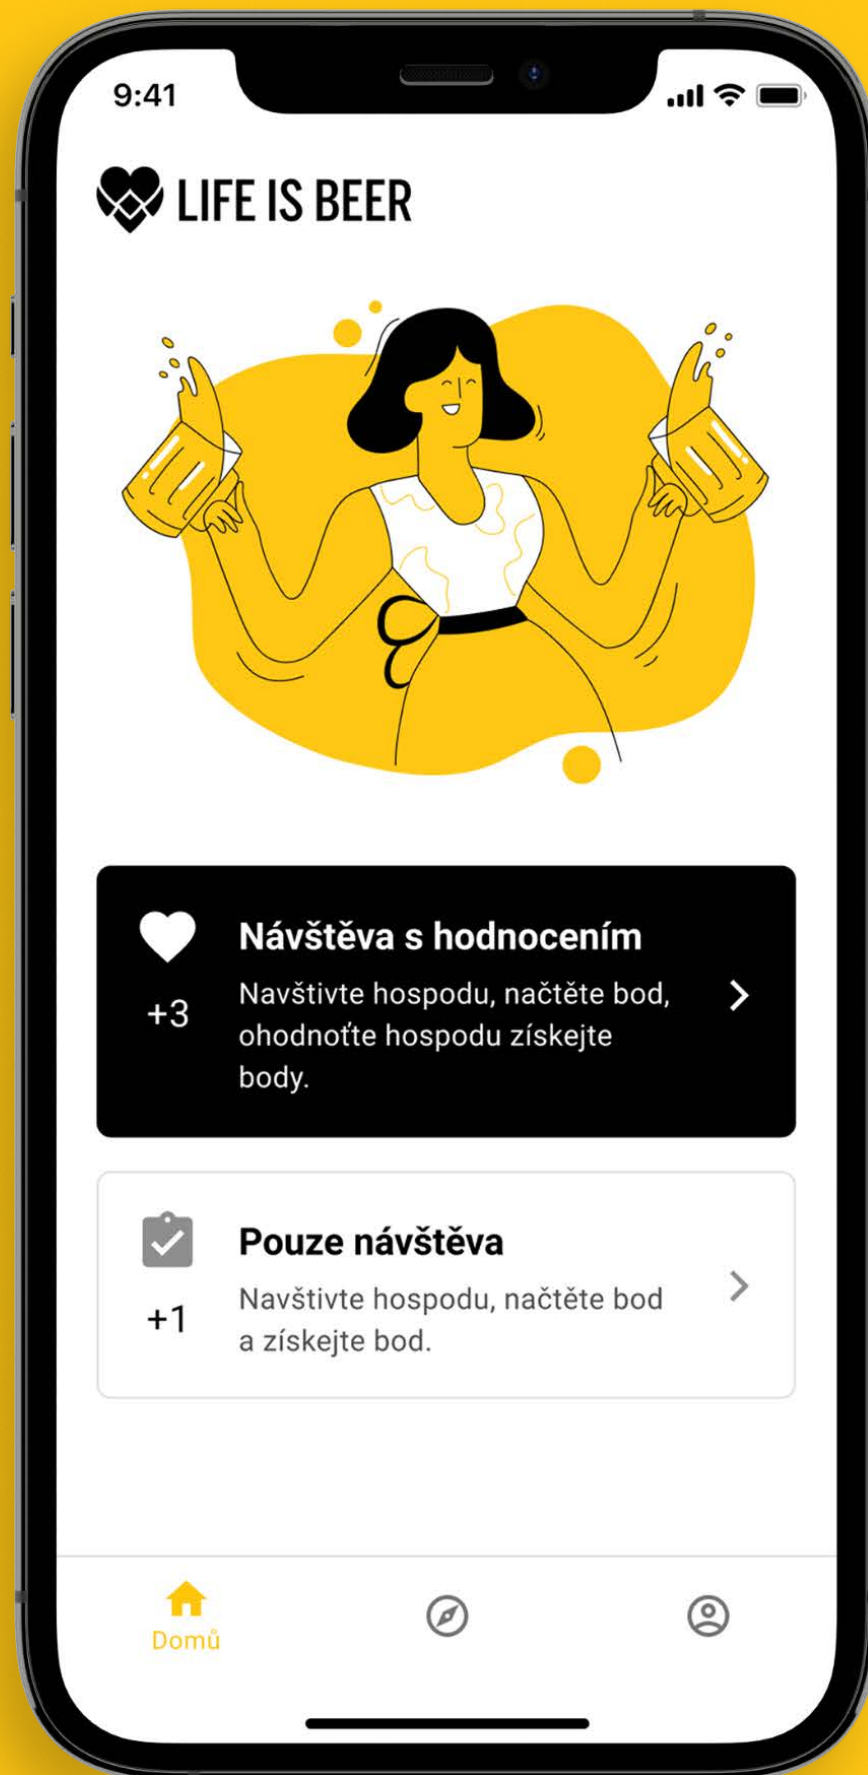 9:41
LIFE IS BEER
Návštěva s hodnocením
+3
Navštivte hospodu, načtěte bod,
ohodnoťte hospodu získejte
body.
Pouze návštěva
+1
Navštivte hospodu, načtěte bod
a získejte bod.
Domů